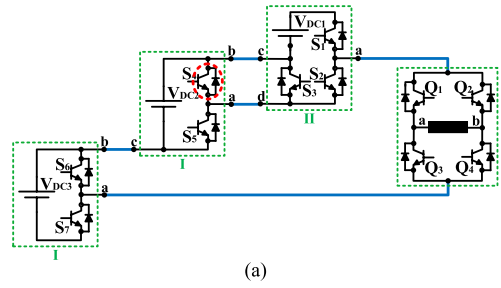 V_DC1
S_1
b c
a
S_4
S_2
Q_1 Q_2
V_DC2
S_3
a d
a b
S_5
II
b c
I
Q_3 Q_4
S_6
V_DC3
a
S_7
I
(a)